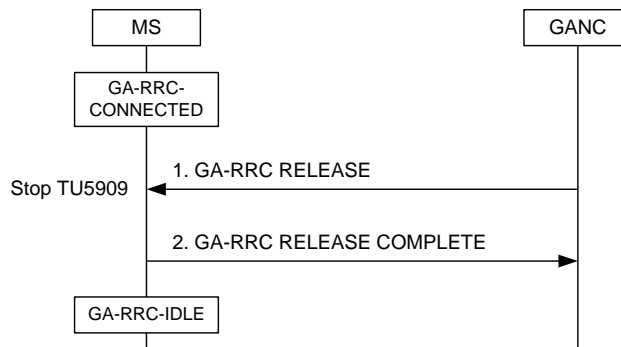 MS
GANC
GA-RRC-
CONNECTED
1. GA-RRC RELEASE
Stop TU5909
2. GA-RRC RELEASE COMPLETE
GA-RRC-IDLE